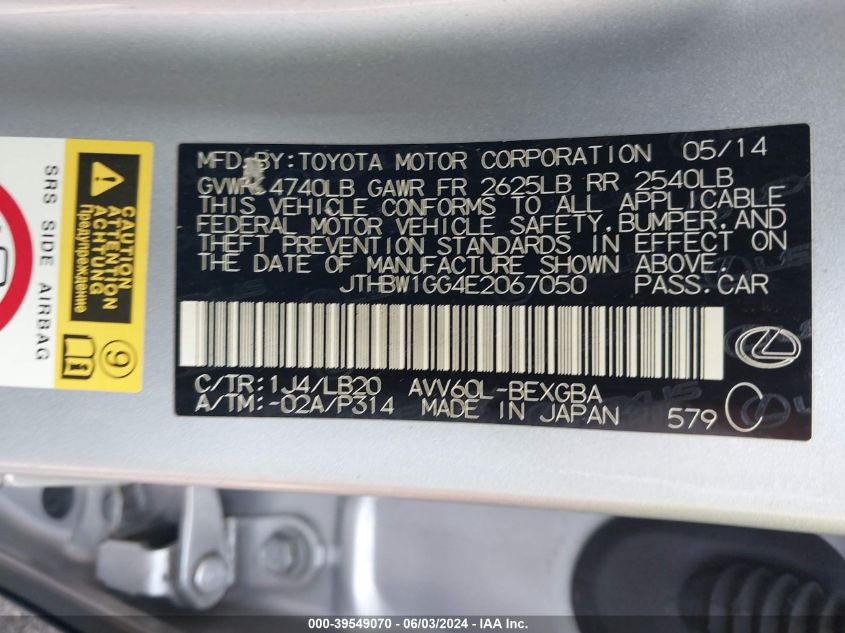 MFD. BY: TOYOTA MOTOR CORPORATION 05/14
GVWR 4740LB GAWR FR 2625LB RR 2540LB
THIS VEHICLE CONFORMS TO ALL APPLICABLE
FEDERAL MOTOR VEHICLE SAFETY, BUMPER, AND
THEFT PREVENTION STANDARDS IN EFFECT ON
THE DATE OF MANUFACTURE SHOWN ABOVE.
JTHBW1GG4E2067050 PASS. CAR
C/TR: 1J4/LB20 AVV60L-BEXGBA
A/TM: -02A/P314 MADE IN JAPAN 579 C
SRS SIDE AIRBAG
CAUTION
ATTENTION
ACHTUNG
Предупреждение
9
000-39549070 / 06/03/2024 - IAA Inc.